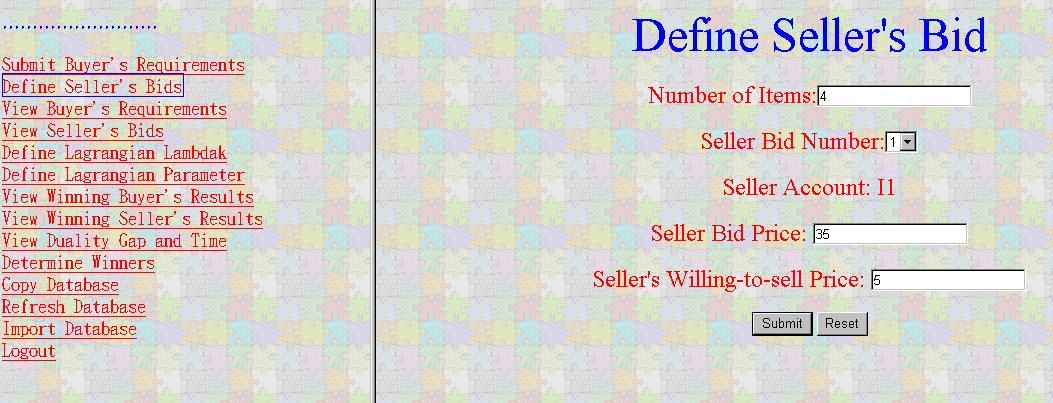 Submit Buyer's Requirements
Define Seller's Bids
View Buyer's Requirements
View Seller's Bids
Define Lagrangian Lambdak
Define Lagrangian Parameter
View Winning Buyer's Results
View Winning Seller's Results
View Duality Gap and Time
Determine Winners
Copy Database
Refresh Database
Import Database
Logout
Define Seller's Bid
Number of Items:4
Seller Bid Number:1
Seller Account: I1
Seller Bid Price: 35
Seller's Willing-to-sell Price: 5
Submit Reset